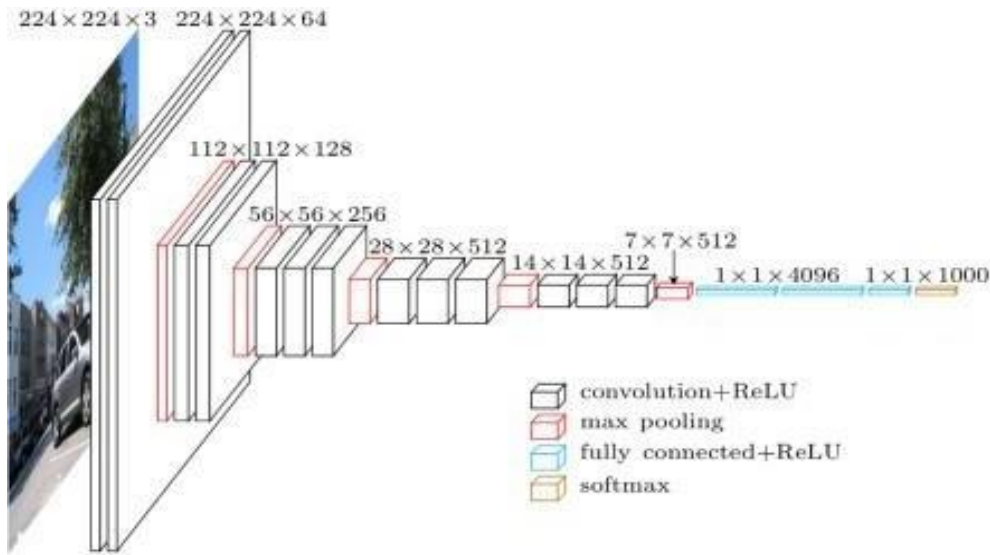 224×224×3
224×224×64
112×112×128
56×56×256
28×28×512
14×14×512
7×7×512
1×1×4096
1×1×1000
convolution+ReLU
max pooling
fully connected+ReLU
softmax